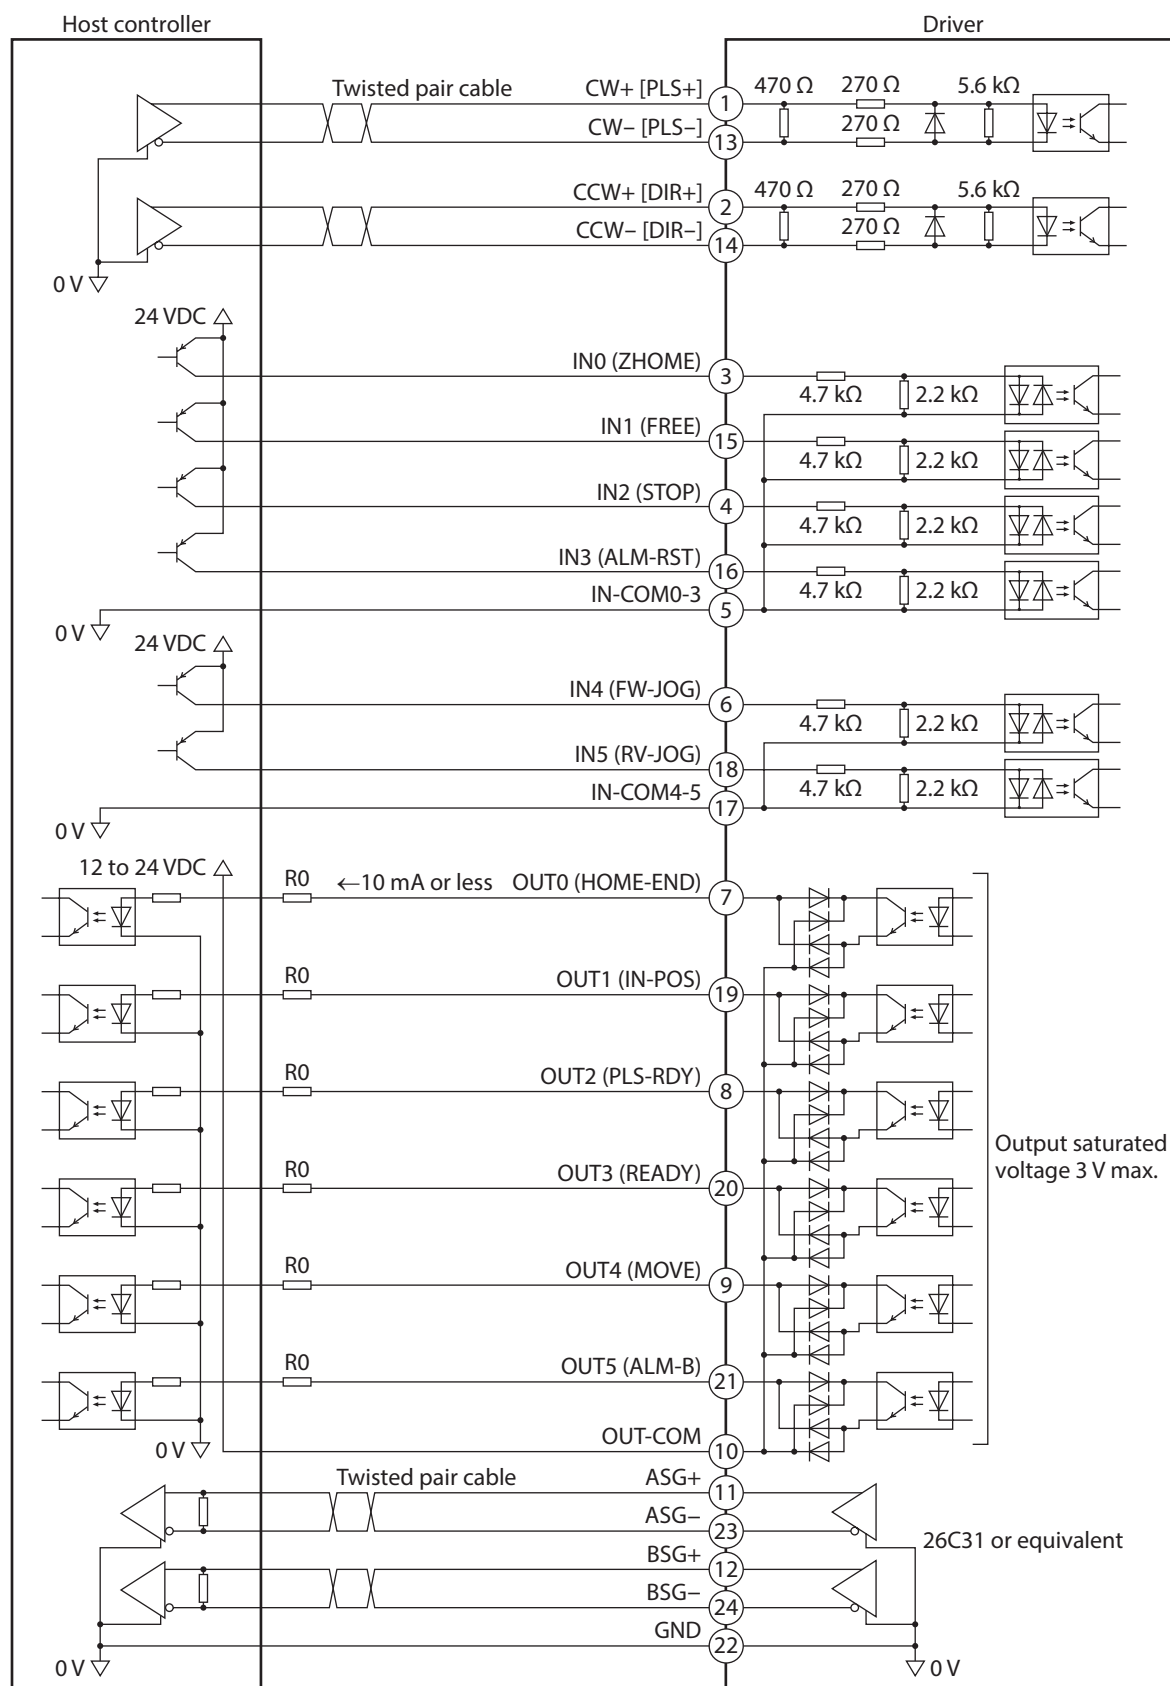 Host controller
Driver
Twisted pair cable
CW+ [PLS+]
1
470 Ω
270 Ω
5.6 kΩ
CW– [PLS–]
13
270 Ω
CCW+ [DIR+]
2
470 Ω
270 Ω
5.6 kΩ
CCW– [DIR–]
14
270 Ω
0 V
24 VDC
IN0 (ZHOME)
3
4.7 kΩ
2.2 kΩ
IN1 (FREE)
15
4.7 kΩ
2.2 kΩ
IN2 (STOP)
4
4.7 kΩ
2.2 kΩ
IN3 (ALM-RST)
16
4.7 kΩ
2.2 kΩ
IN-COM0-3
5
0 V
24 VDC
IN4 (FW-JOG)
6
4.7 kΩ
2.2 kΩ
IN5 (RV-JOG)
18
4.7 kΩ
2.2 kΩ
IN-COM4-5
17
0 V
12 to 24 VDC
R0
←10 mA or less
OUT0 (HOME-END)
7
R0
OUT1 (IN-POS)
19
R0
OUT2 (PLS-RDY)
8
Output saturated
voltage 3 V max.
R0
OUT3 (READY)
20
R0
OUT4 (MOVE)
9
R0
OUT5 (ALM-B)
21
0 V
OUT-COM
10
Twisted pair cable
ASG+
11
ASG–
23
26C31 or equivalent
BSG+
12
BSG–
24
GND
22
0 V
0 V